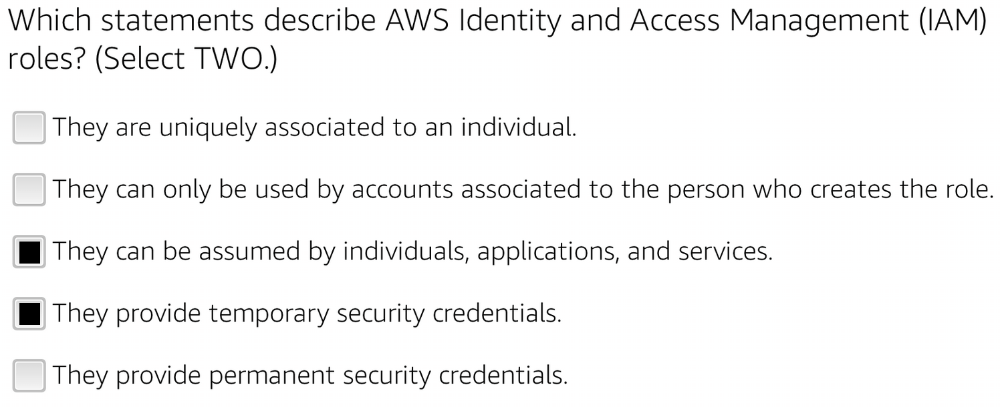 Which statements describe AWS Identity and Access Management (IAM)
roles? (Select TWO.)
They are uniquely associated to an individual.
They can only be used by accounts associated to the person who creates the role.
They can be assumed by individuals, applications, and services.
They provide temporary security credentials.
They provide permanent security credentials.